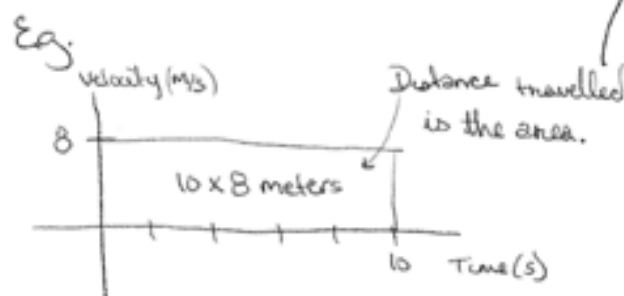 Eg.
Velocity (m/s)
Distance travelled
is the area.
8
10 x 8 meters
10
Time (s)